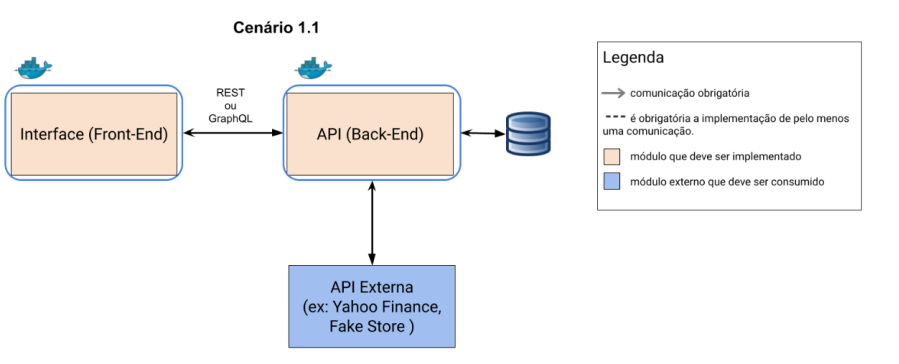 Cenário 1.1
REST
ou
GraphQL
Interface (Front-End)
API (Back-End)
API Externa
(ex: Yahoo Finance,
Fake Store )
Legenda
comunicação obrigatória
é obrigatória a implementação de pelo menos
uma comunicação.
módulo que deve ser implementado
módulo externo que deve ser consumido